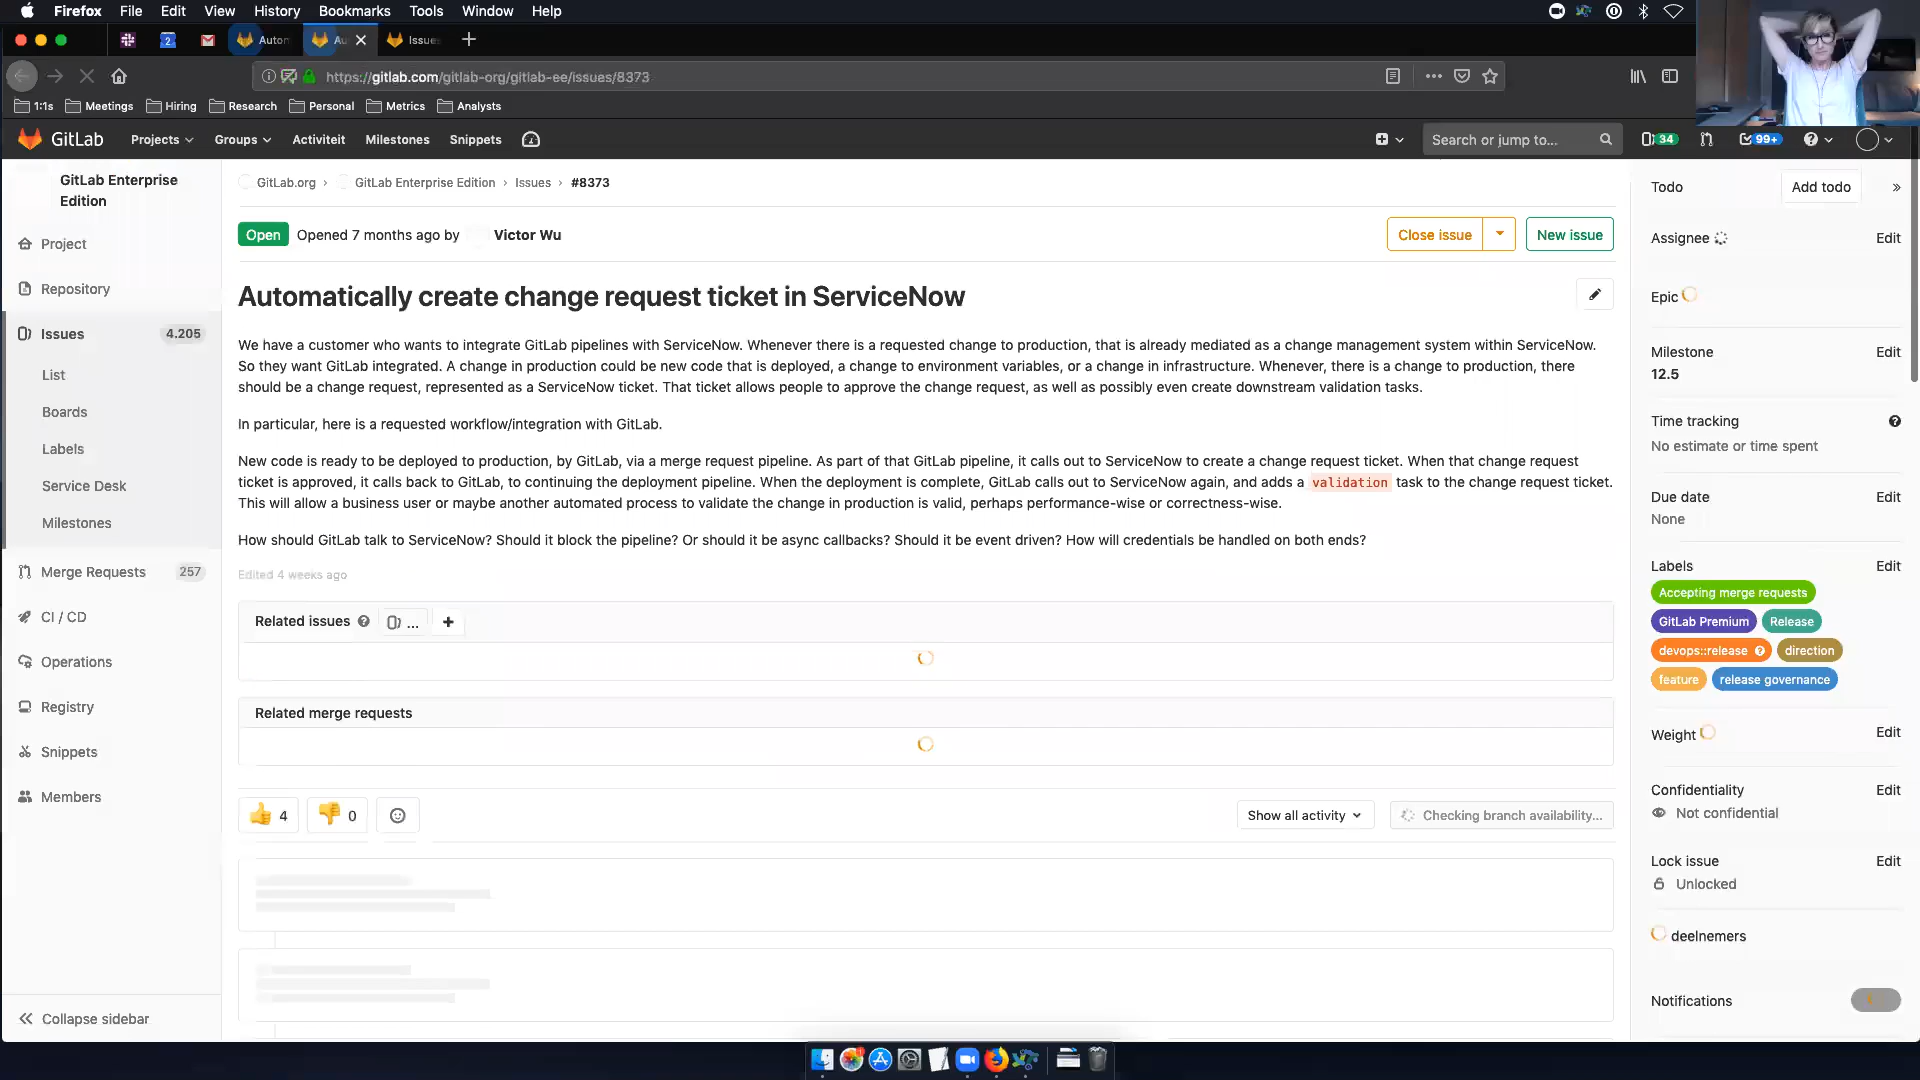 Firefox File Edit View History Bookmarks Tools Window Help
2 Auton Au Issue
https://gitlab.com/gitlab-org/gitlab-ee/issues/8373
1:1s Meetings Hiring Research Personal Metrics Analysts
GitLab Projects Groups Activiteit Milestones Snippets Search or jump to... 34 99+
GitLab Enterprise Edition
Project
Repository
Issues 4.205
List
Boards
Labels
Service Desk
Milestones
Merge Requests 257
CI / CD
Operations
Registry
Snippets
Members
Collapse sidebar
GitLab.org › GitLab Enterprise Edition › Issues › #8373
Open Opened 7 months ago by Victor Wu Close issue New issue
Automatically create change request ticket in ServiceNow
We have a customer who wants to integrate GitLab pipelines with ServiceNow. Whenever there is a requested change to production, that is already mediated as a change management system within ServiceNow.
So they want GitLab integrated. A change in production could be new code that is deployed, a change to environment variables, or a change in infrastructure. Whenever, there is a change to production, there
should be a change request, represented as a ServiceNow ticket. That ticket allows people to approve the change request, as well as possibly even create downstream validation tasks.
In particular, here is a requested workflow/integration with GitLab.
New code is ready to be deployed to production, by GitLab, via a merge request pipeline. As part of that GitLab pipeline, it calls out to ServiceNow to create a change request ticket. When that change request
ticket is approved, it calls back to GitLab, to continuing the deployment pipeline. When the deployment is complete, GitLab calls out to ServiceNow again, and adds a validation task to the change request ticket.
This will allow a business user or maybe another automated process to validate the change in production is valid, perhaps performance-wise or correctness-wise.
How should GitLab talk to ServiceNow? Should it block the pipeline? Or should it be async callbacks? Should it be event driven? How will credentials be handled on both ends?
Edited 4 weeks ago
Related issues ? ... +
Related merge requests
4 0 Show all activity Checking branch availability...
Todo Add todo »
Assignee Edit
Epic
Milestone Edit
12.5
Time tracking ?
No estimate or time spent
Due date Edit
None
Labels Edit
Accepting merge requests
GitLab Premium Release
devops::release ? direction
feature release governance
Weight Edit
Confidentiality Edit
Not confidential
Lock issue Edit
Unlocked
deelnemers
Notifications